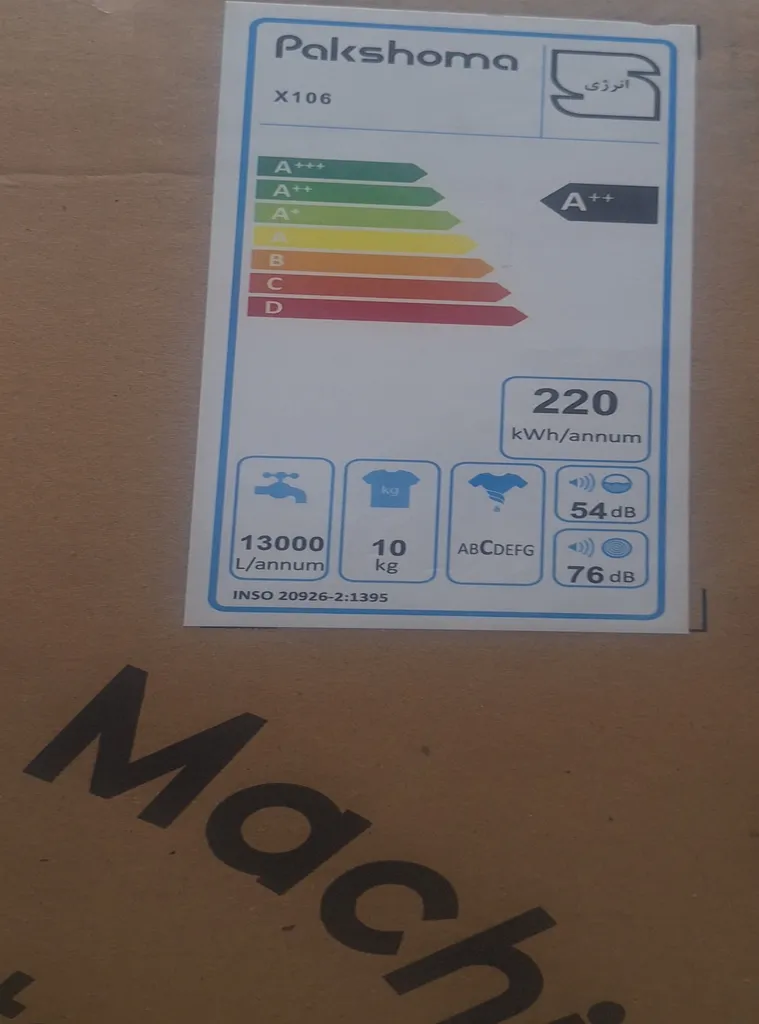 Pakshoma
X106
انرژی
A+++
A++
A+
A
B
C
D
A++
220
kWh/annum
13000
L/annum
kg
10
kg
ABCDEFG
54 dB
76 dB
INSO 20926-2:1395
Machi